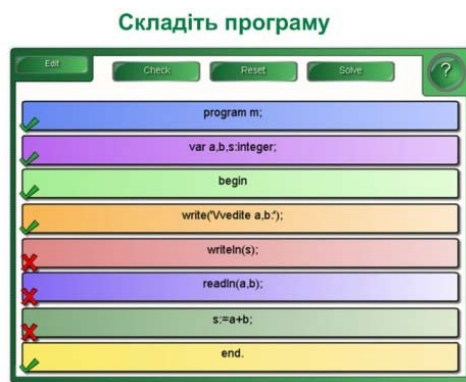 Складіть програму
Edit Check Reset Solve ?
program m;
var a,b,s:integer;
begin
write('Vvedite a,b:');
writeln(s);
readln(a,b);
s:=a+b;
end.